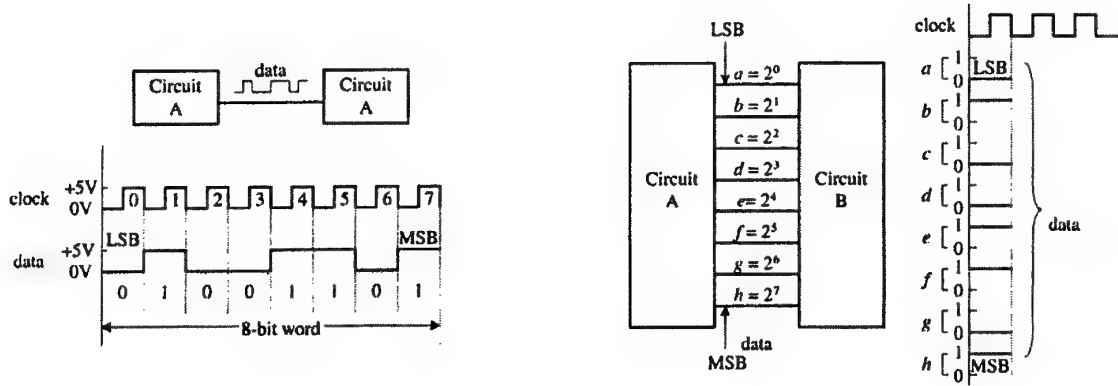 data
Circuit A
Circuit A
clock +5V 0V 0 1 2 3 4 5 6 7
LSB MSB
data +5V 0V
0 1 0 0 1 1 0 1
8-bit word
LSB
a = 2⁰
b = 2¹
c = 2²
d = 2³
e= 2⁴
f = 2⁵
g = 2⁶
h = 2⁷
Circuit A
Circuit B
data
MSB
clock
a [ 1 0 LSB
b [ 1 0
c [ 1 0
d [ 1 0
e [ 1 0
f [ 1 0
g [ 1 0
h [ 1 0 MSB
data